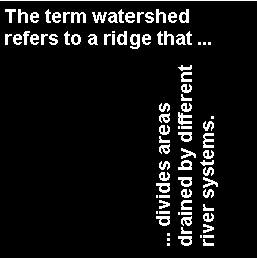 The term watershed
refers to a ridge that ...
... divides areas
drained by different
river systems.